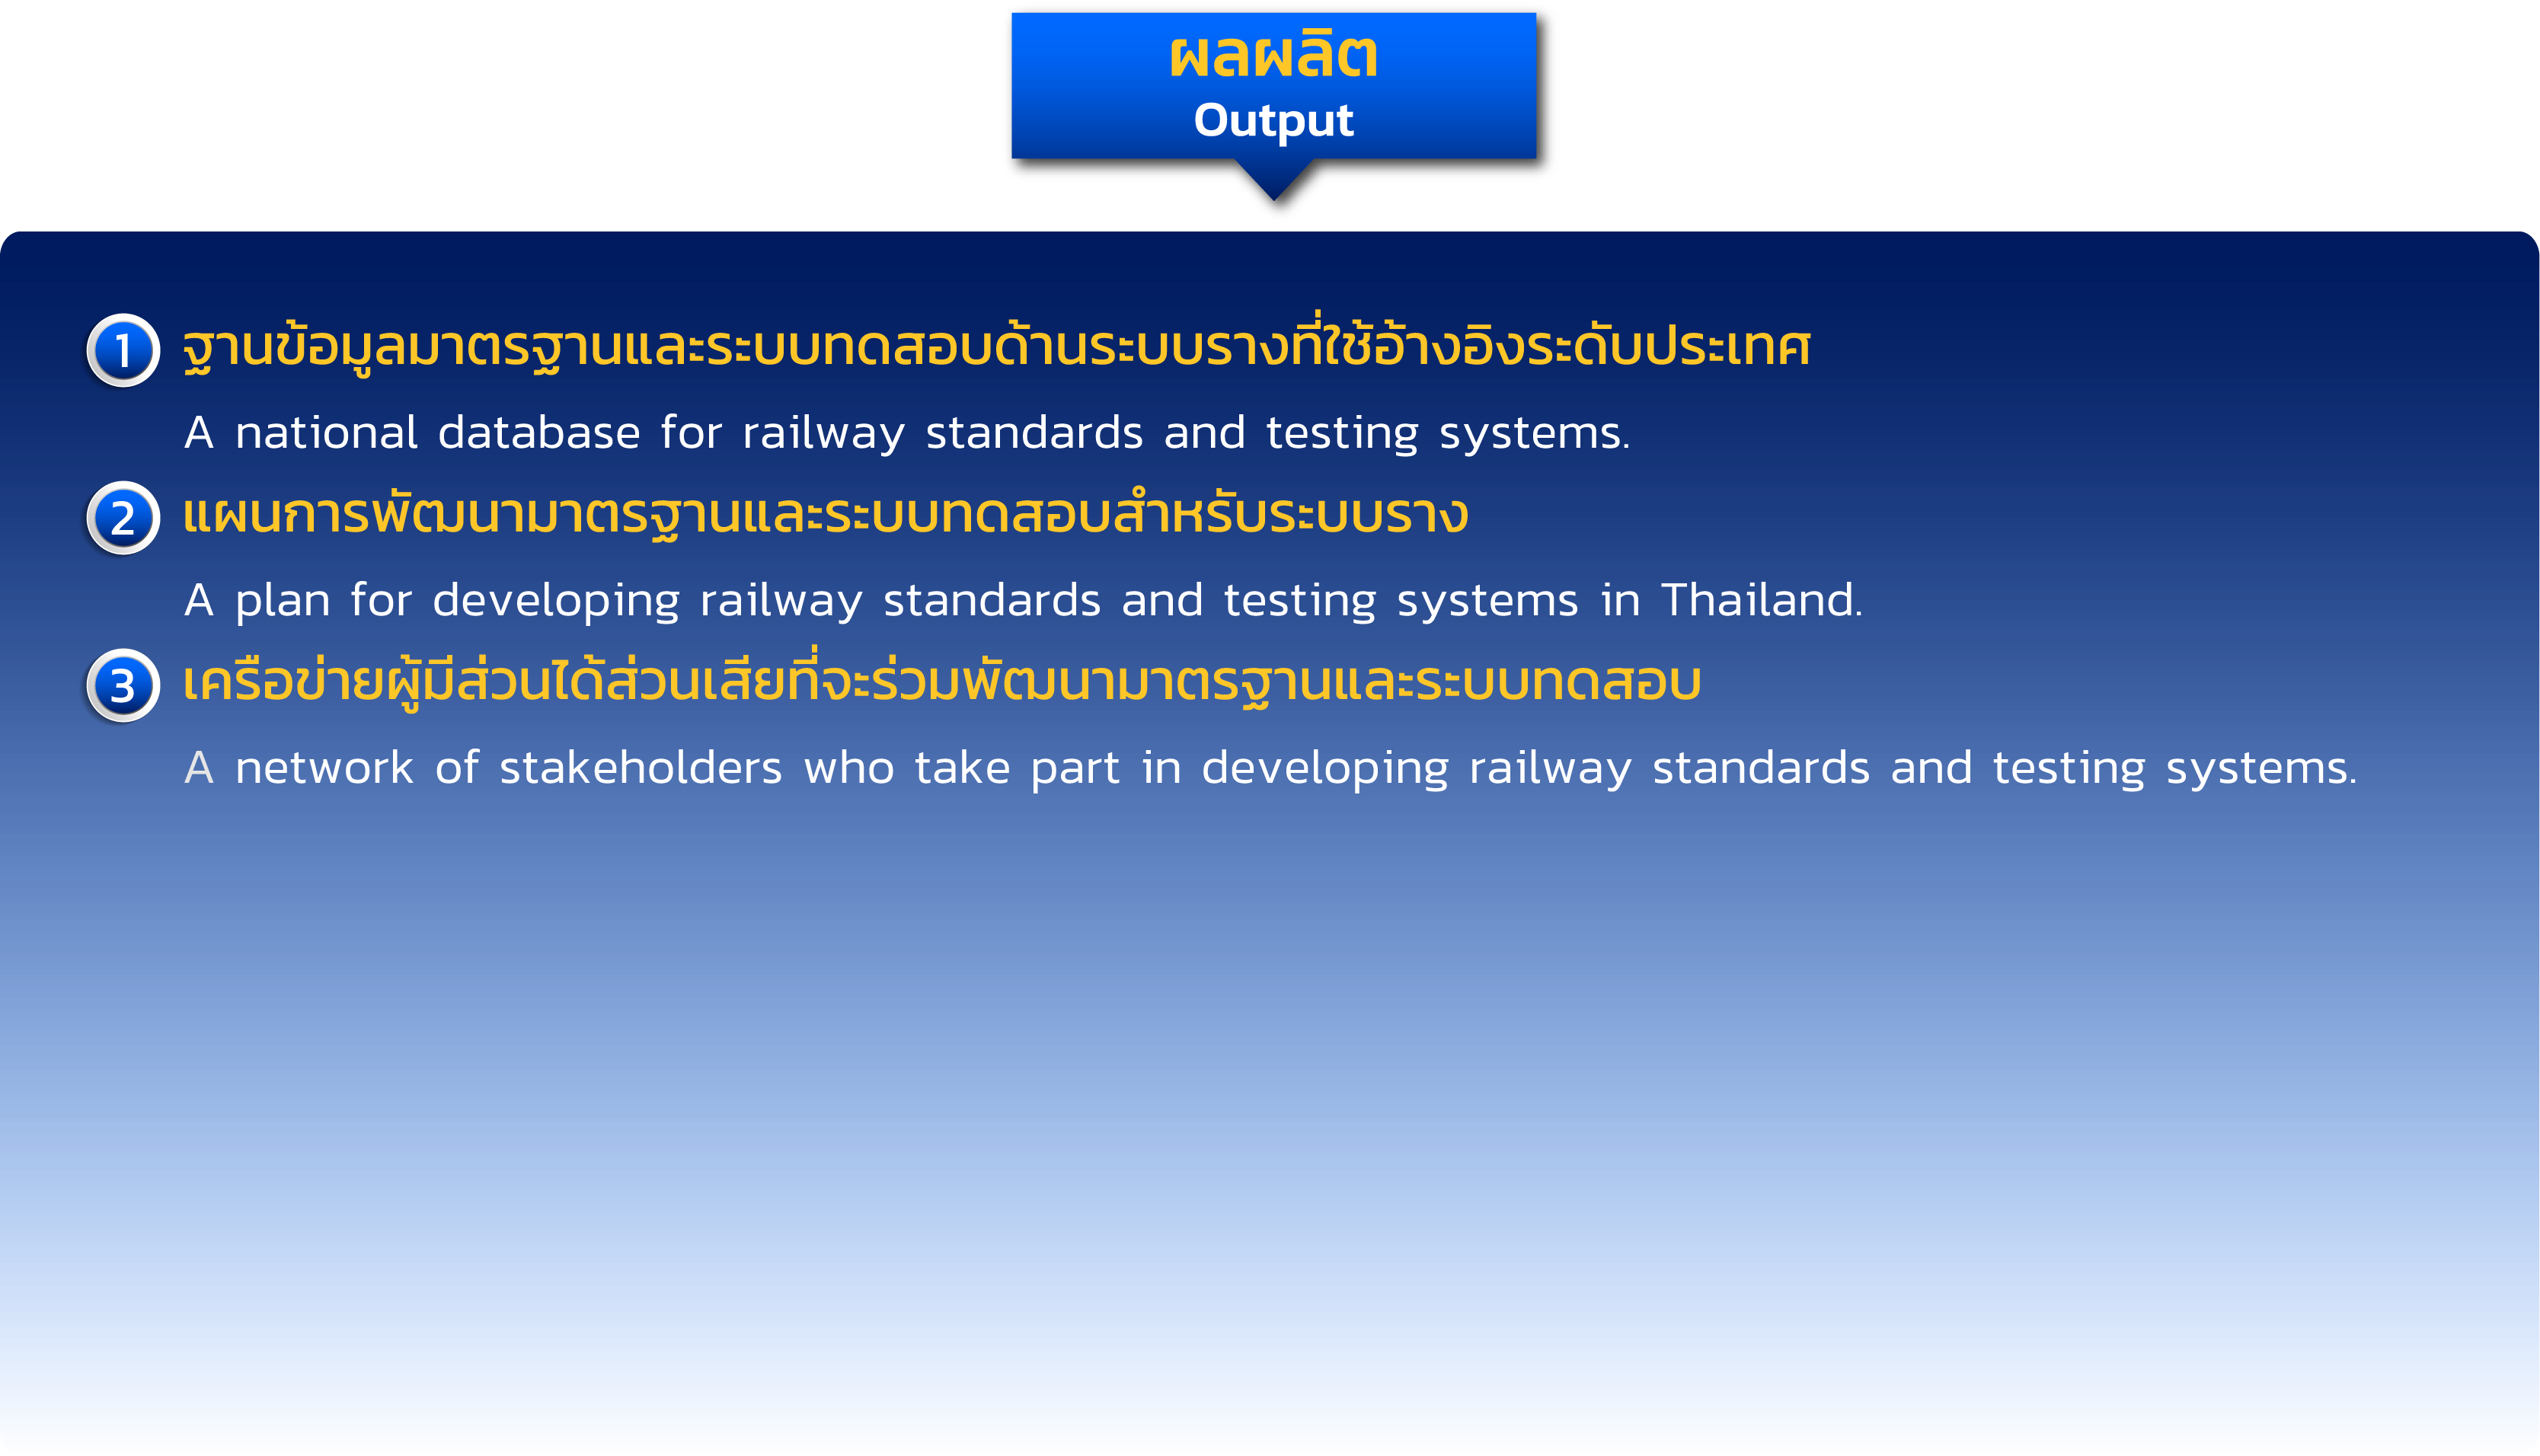 ผลผลิต
Output
1 ฐานข้อมูลมาตรฐานและระบบทดสอบด้านระบบรางที่ใช้อ้างอิงระดับประเทศ
A national database for railway standards and testing systems.
2 แผนการพัฒนามาตรฐานและระบบทดสอบสำหรับระบบราง
A plan for developing railway standards and testing systems in Thailand.
3 เครือข่ายผู้มีส่วนได้ส่วนเสียที่จะร่วมพัฒนามาตรฐานและระบบทดสอบ
A network of stakeholders who take part in developing railway standards and testing systems.